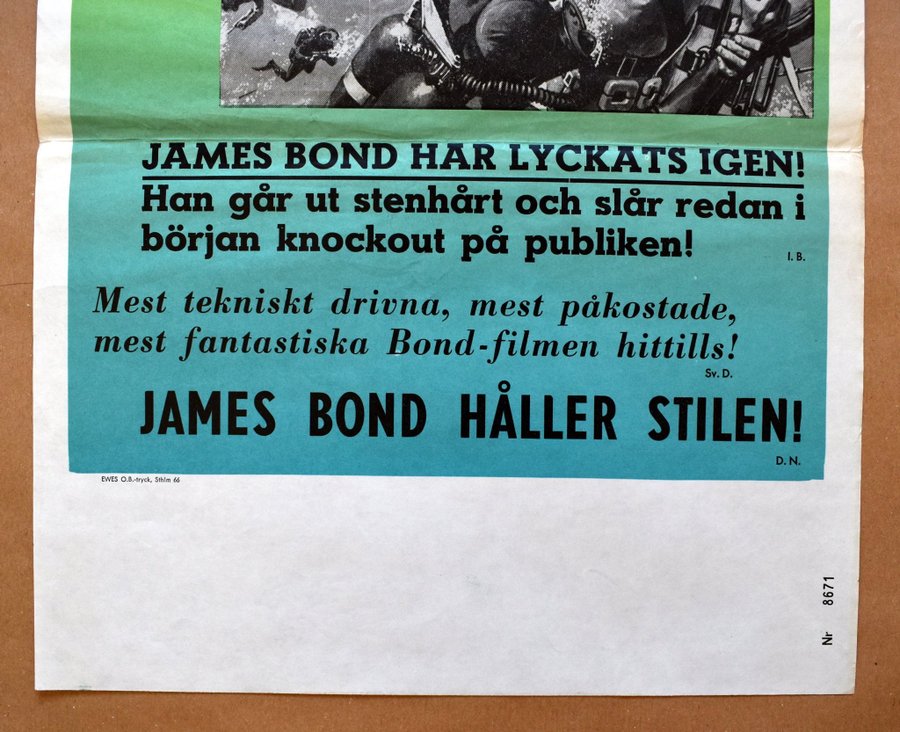 JAMES BOND HAR LYCKATS IGEN!
Han går ut stenhårt och slår redan i
början knockout på publiken!
I. B.
Mest tekniskt drivna, mest påkostade,
mest fantastiska Bond-filmen hittills!
Sv. D.
JAMES BOND HÅLLER STILEN!
D. N.
EWES O.B.-tryck, Sthlm 66
Nr 8671